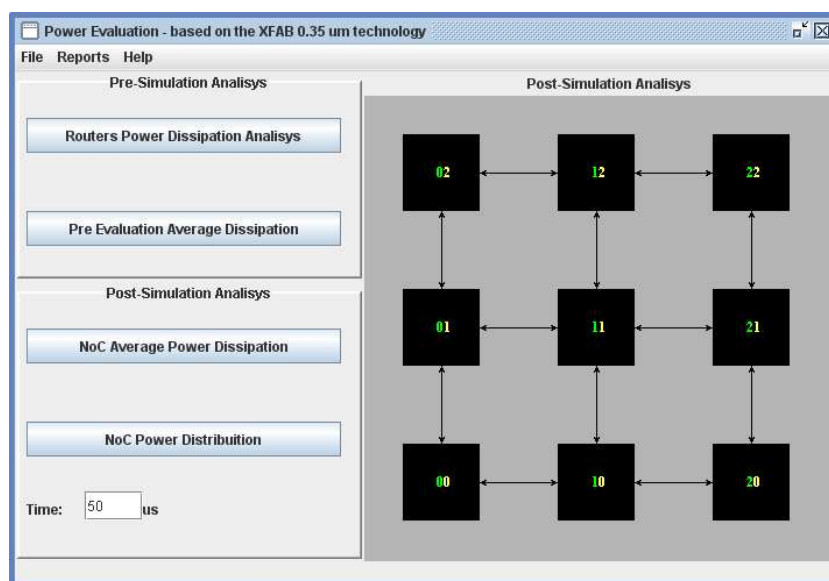 Power Evaluation - based on the XFAB 0.35 um technology
File Reports Help
Pre-Simulation Analisys
Routers Power Dissipation Analisys
Pre Evaluation Average Dissipation
Post-Simulation Analisys
NoC Average Power Dissipation
NoC Power Distribuition
Time: 50 us
Post-Simulation Analisys
02 12 22
01 11 21
00 10 20